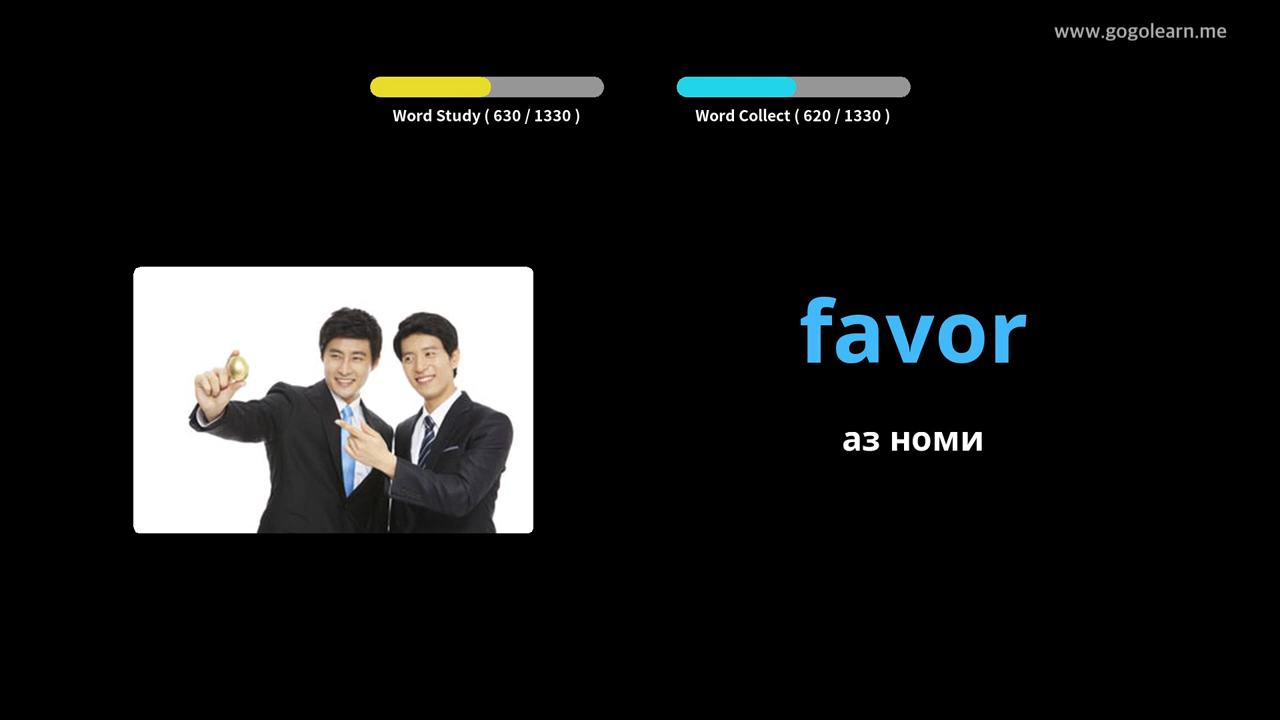 www.gogolearn.me
Word Study ( 630 / 1330 )
Word Collect ( 620 / 1330 )
favor
аз номи